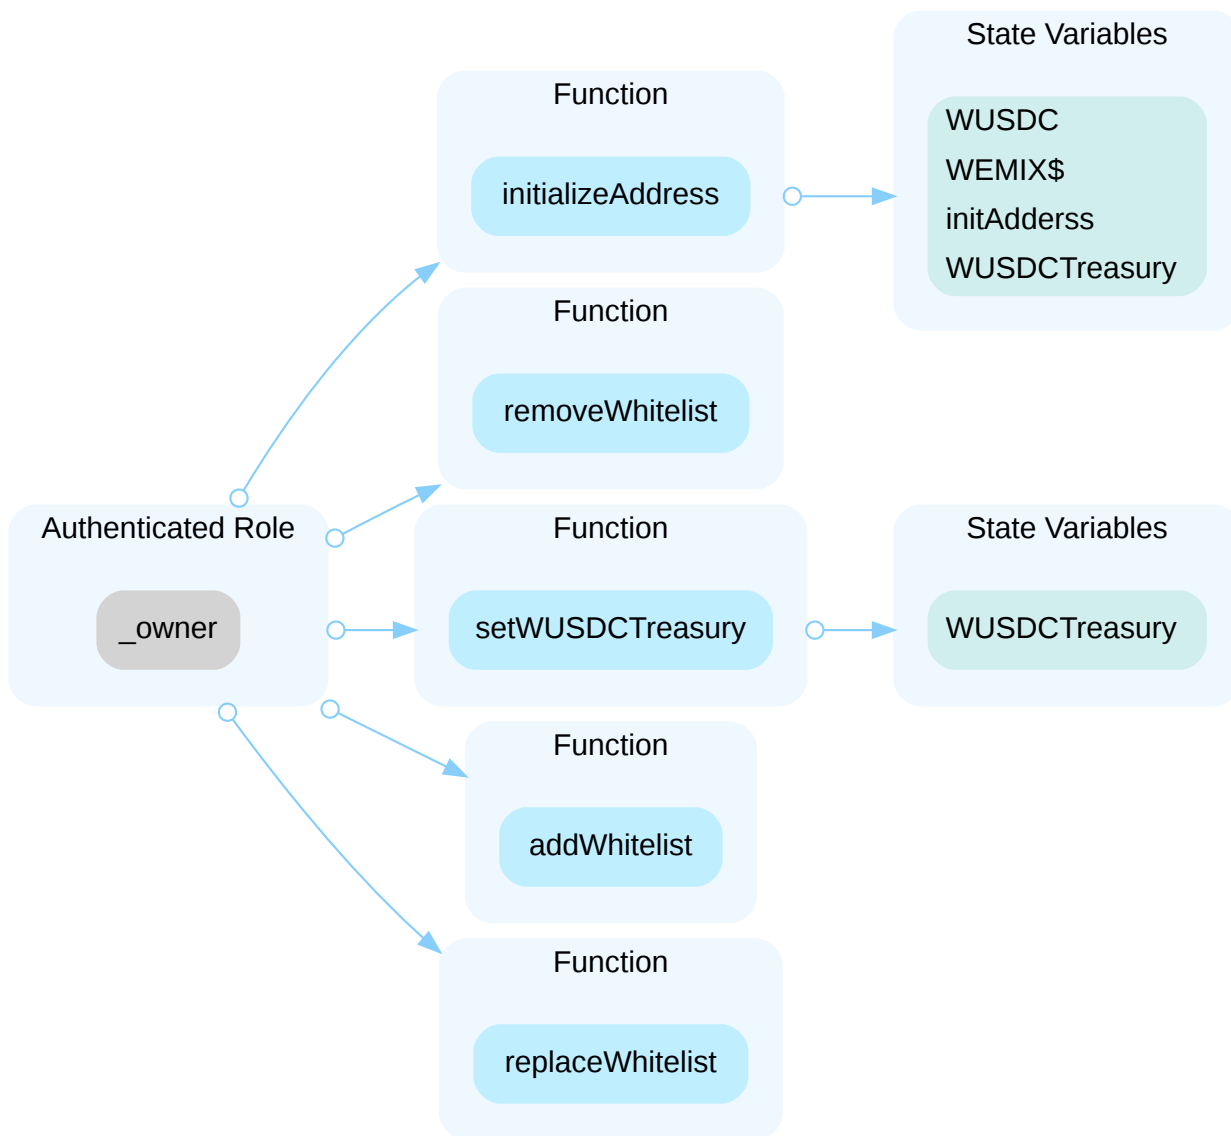 State Variables
WUSDC
WEMIX$
initAdderss
WUSDCTreasury
Function
initializeAddress
Function
removeWhitelist
Authenticated Role
_owner
Function
setWUSDCTreasury
State Variables
WUSDCTreasury
Function
addWhitelist
Function
replaceWhitelist